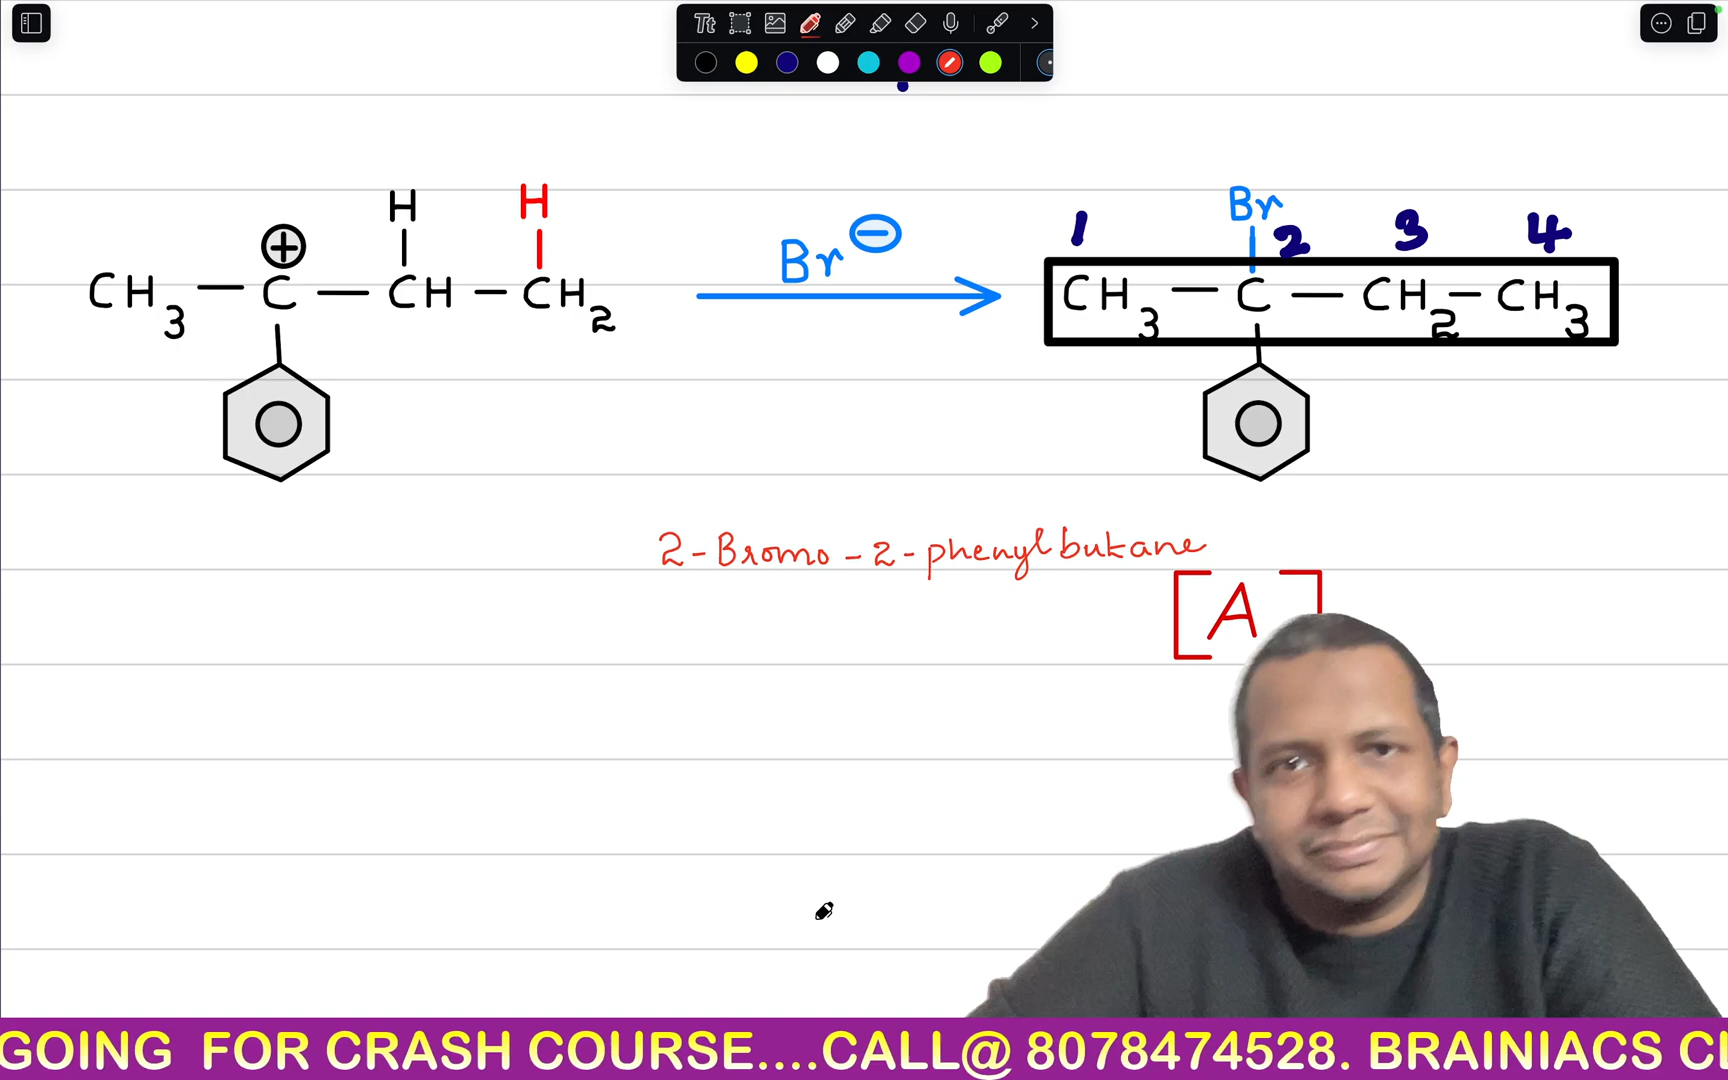 Tt
H H Br
⊕ Br ⊖ 1 2 3 4
CH3 — C — CH — CH2 CH3 — C — CH2 — CH3
2-Bromo-2-phenylbutane
[A]
GOING FOR CRASH COURSE....CALL@ 8078474528. BRAINIACS